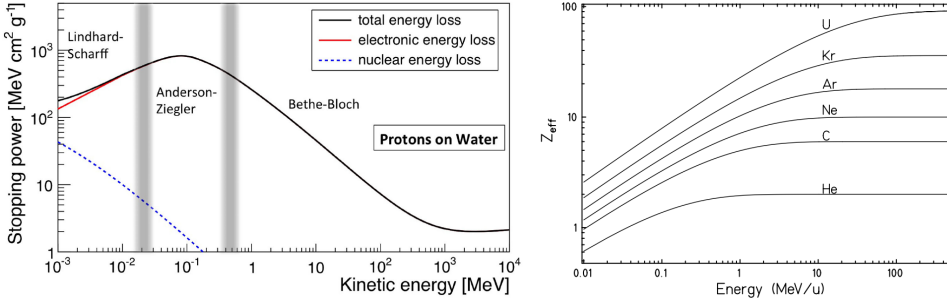 Stopping power [MeV cm² g⁻¹]
10³
10²
10
1
Lindhard-
Scharff
total energy loss
electronic energy loss
nuclear energy loss
Anderson-
Ziegler
Bethe-Bloch
Protons on Water
10⁻³ 10⁻² 10⁻¹ 1 10 10² 10³ 10⁴
Kinetic energy [MeV]
Z_eff
100
10
1
U
Kr
Ar
Ne
C
He
0.01 0.1 1 10 100
Energy (MeV/u)